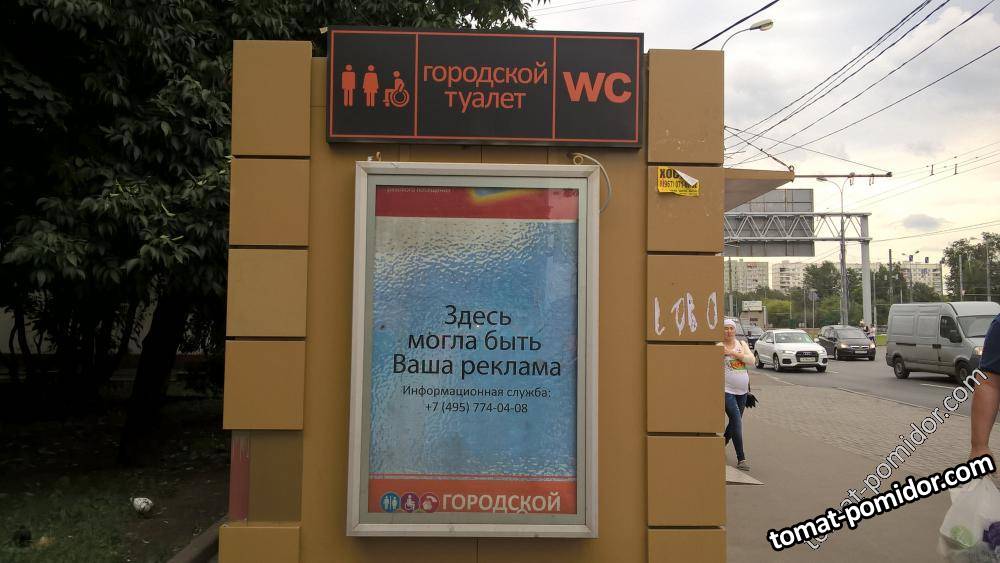 городской
туалет
WC
Здесь
могла быть
Ваша реклама
Информационная служба:
+7 (495) 774-04-08
ГОРОДСКОЙ
tomat-pomidor.com
tomat-pomidor.com